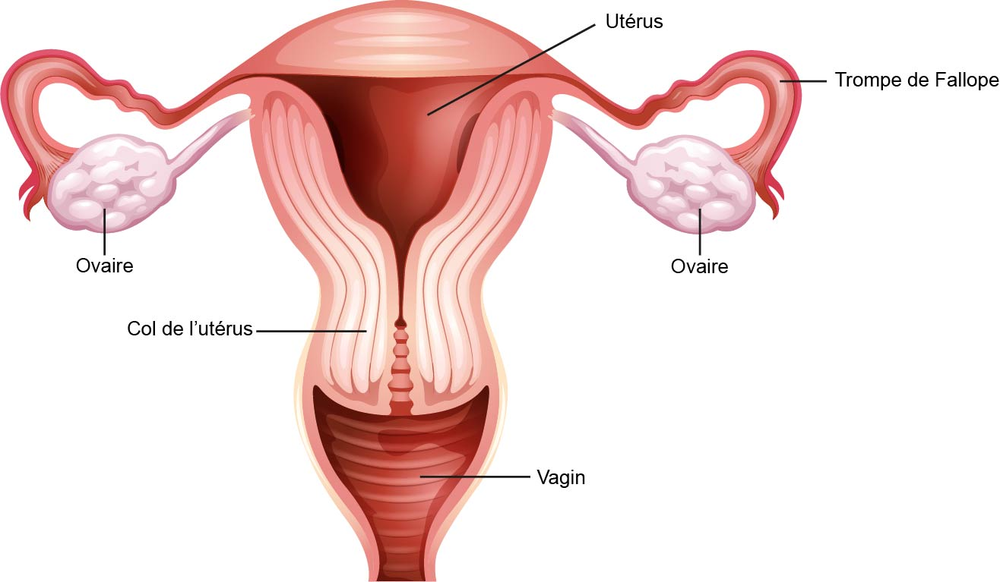 Utérus
Trompe de Fallope
Ovaire
Ovaire
Col de l’utérus
Vagin